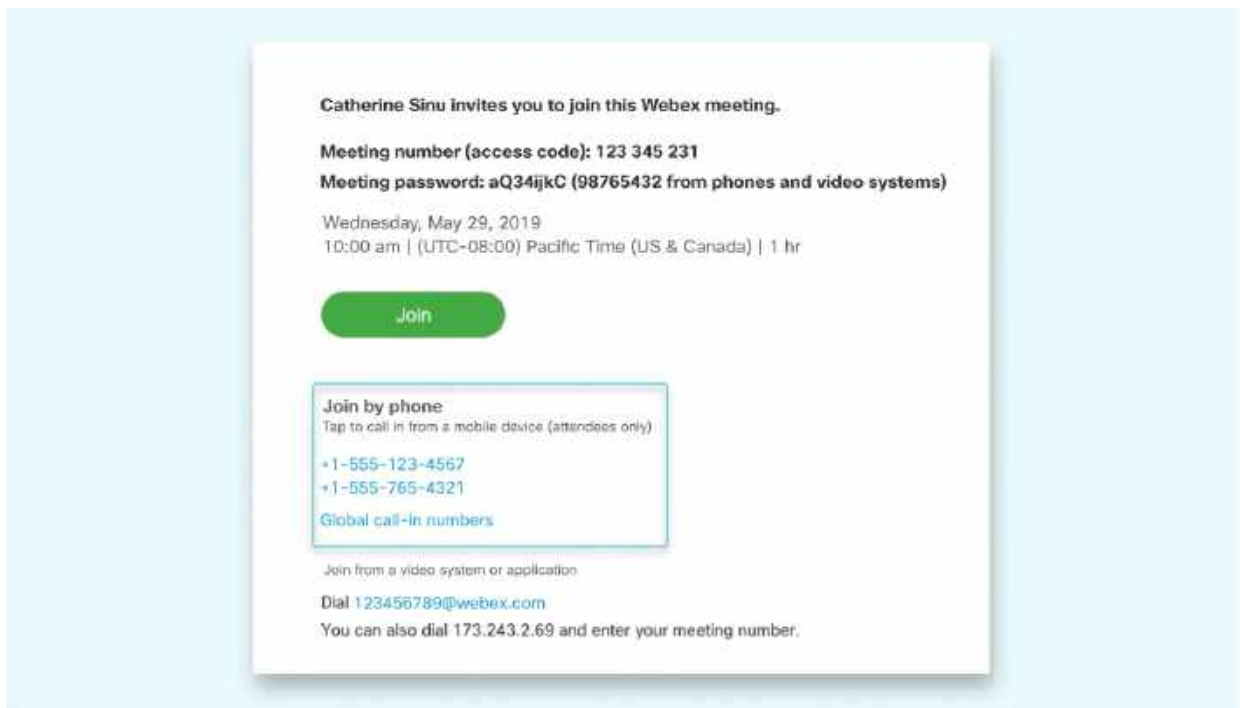 Catherine Sinu invites you to join this Webex meeting.
Meeting number (access code): 123 345 231
Meeting password: aQ34ijkC (98765432 from phones and video systems)
Wednesday, May 29, 2019
10:00 am | (UTC-08:00) Pacific Time (US & Canada) | 1 hr
Join
Join by phone
Tap to call in from a mobile device (attendees only)
+1-555-123-4567
+1-555-765-4321
Global call-in numbers
Join from a video system or application
Dial 123456789@webex.com
You can also dial 173.243.2.69 and enter your meeting number.